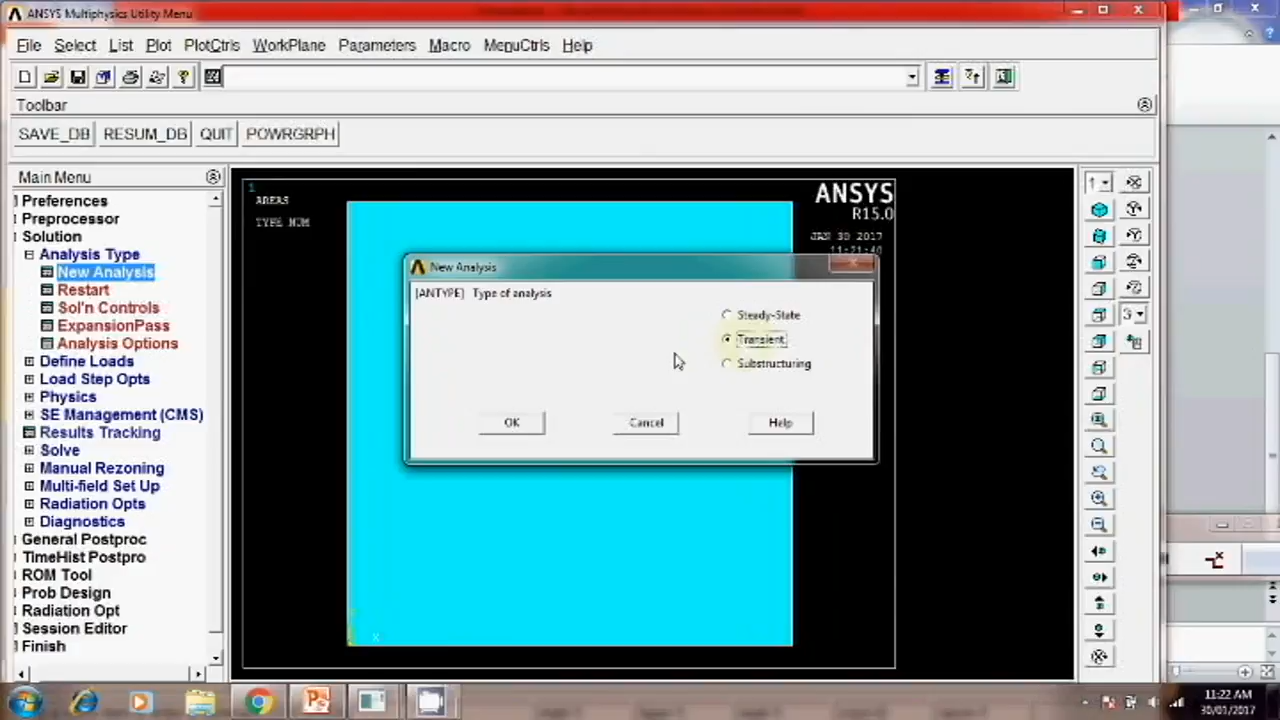 ANSYS Multiphysics Utility Menu
File Select List Plot PlotCtrls WorkPlane Parameters Macro MenuCtrls Help
Toolbar
SAVE_DB RESUM_DB QUIT POWRGRPH
Main Menu
Preferences
Preprocessor
Solution
Analysis Type
New Analysis
Restart
Sol'n Controls
ExpansionPass
Analysis Options
Define Loads
Load Step Opts
Physics
SE Management (CMS)
Results Tracking
Solve
Manual Rezoning
Multi-field Set Up
Radiation Opts
Diagnostics
General Postproc
TimeHist Postpro
ROM Tool
Prob Design
Radiation Opt
Session Editor
Finish
1
AREAS
TYPE NUM
ANSYS
R15.0
JAN 30 2017
11:21:40
New Analysis
[ANTYPE] Type of analysis
Steady-State
Transient
Substructuring
OK Cancel Help
X
3
11:22 AM
30/01/2017